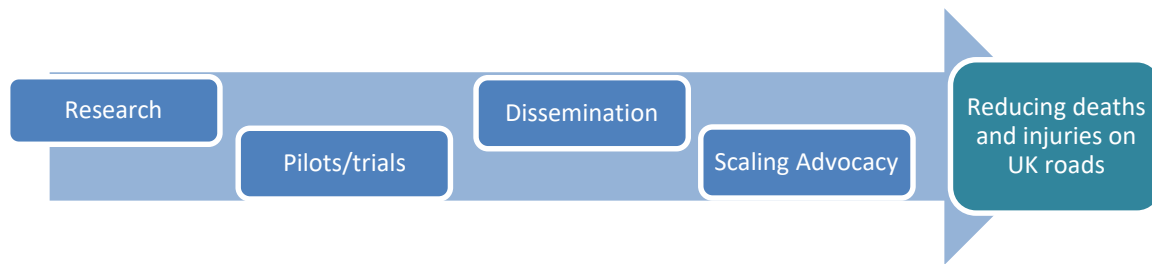 Research
Pilots/trials
Dissemination
Scaling Advocacy
Reducing deaths
and injuries on
UK roads